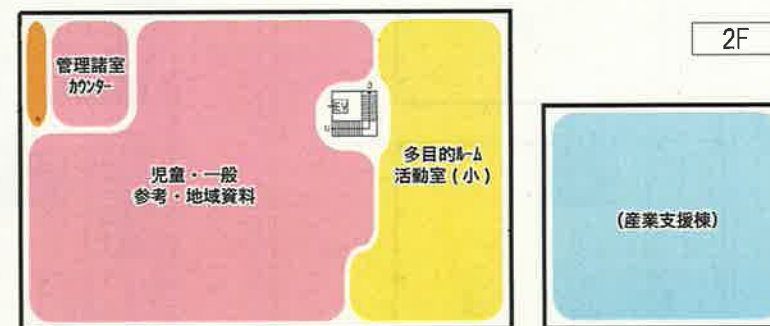 2F
管理諸室
カウンター
EV
児童・一般
参考・地域資料
多目的ルーム
活動室(小)
(産業支援棟)